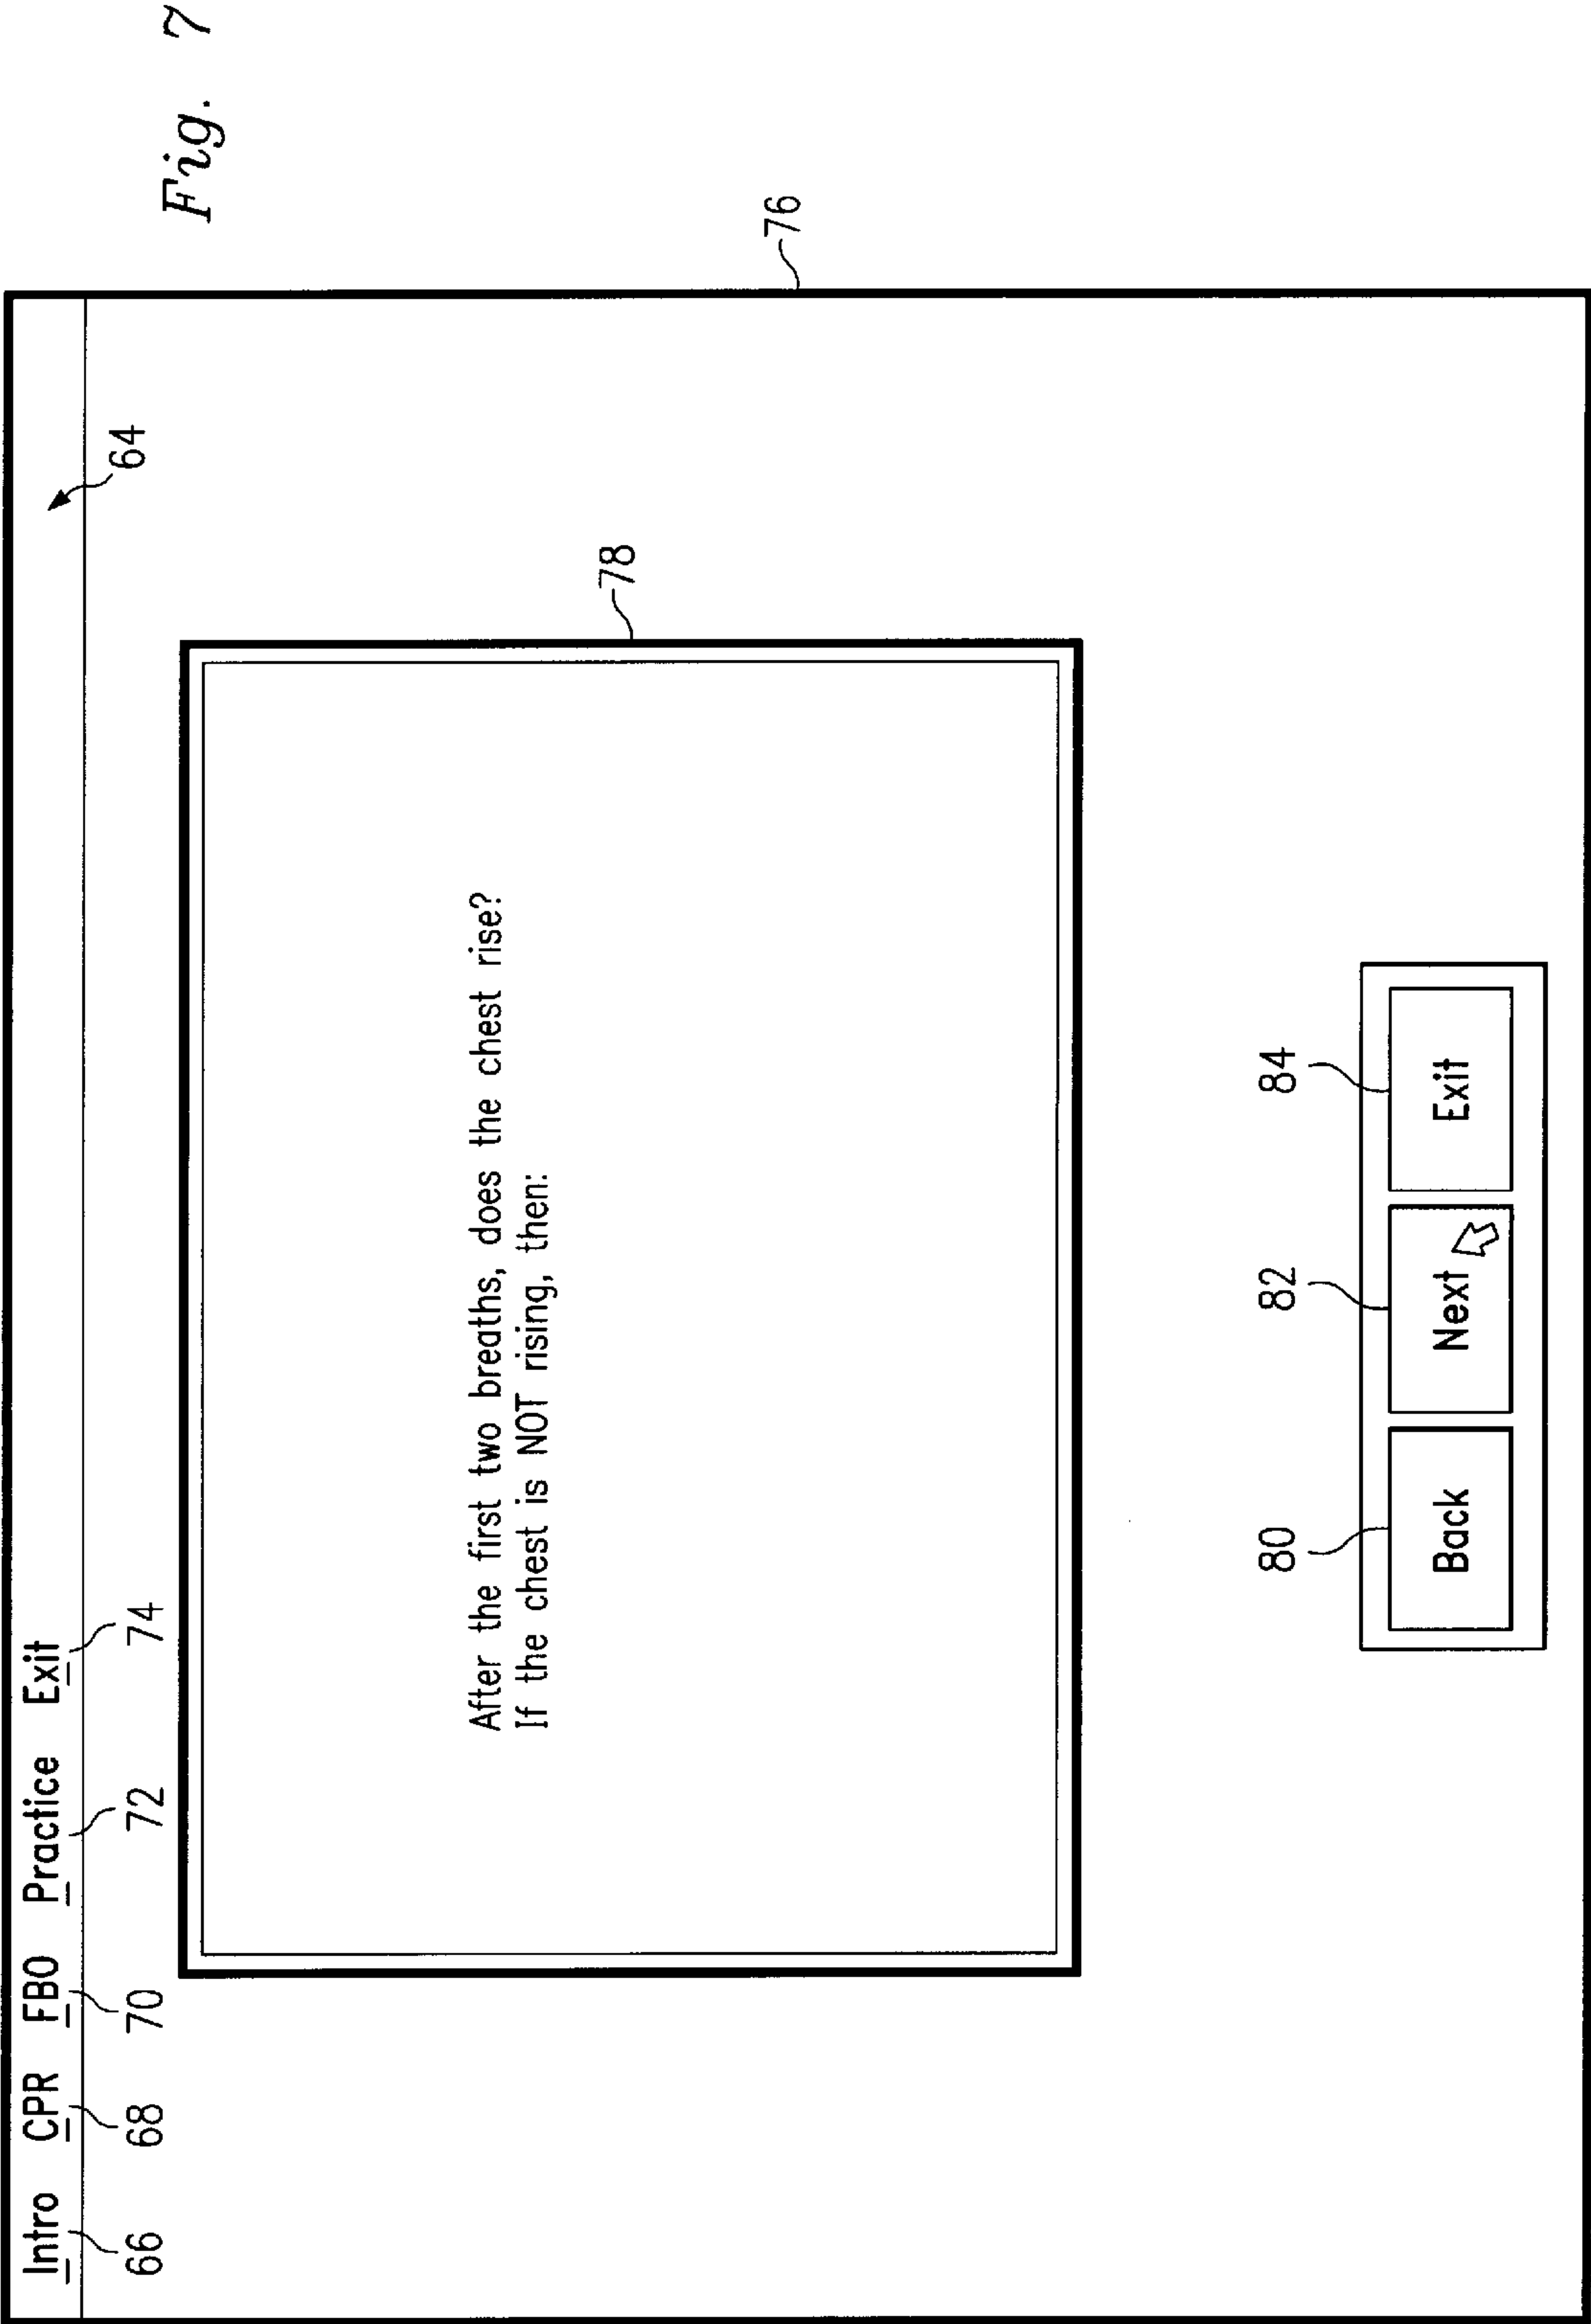 Intro CPR FBO Practice Exit
66 68 70 72 74
64
78
76
After the first two breaths, does the chest rise?
If the chest is NOT rising, then:
80 82 84
Back Next Exit
Fig. 7